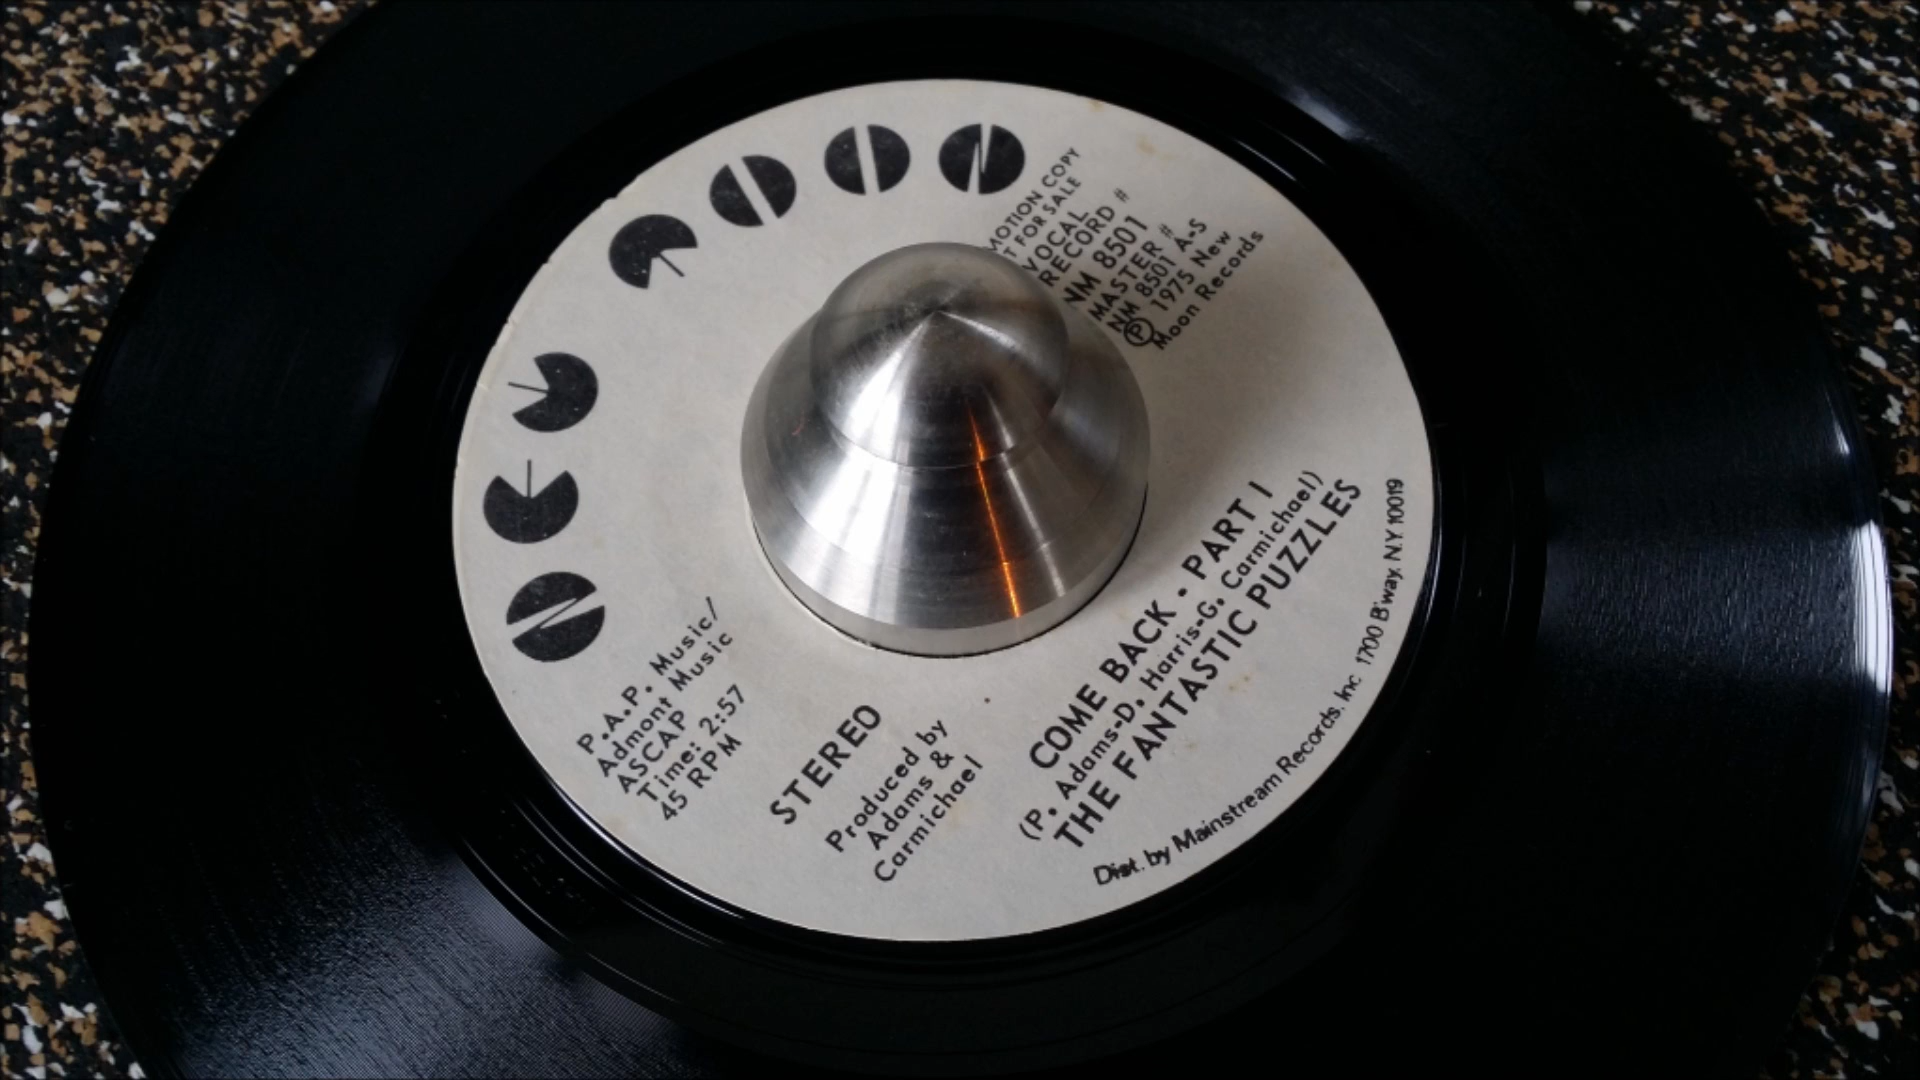 NEW MOON
MOTION COPY
T FOR SALE
VOCAL
RECORD #
NM 8501
MASTER #
NM 8501 A-S
Ⓟ 1975 New
Moon Records
P.A.P. Music/
Admont Music
ASCAP
Time: 2:57
45 RPM
STEREO
Produced by
Adams &
Carmichael
COME BACK • PART I
(P. Adams-D. Harris-G. Carmichael)
THE FANTASTIC PUZZLES
Dist. by Mainstream Records, Inc 1700 B'way, N.Y. 10019